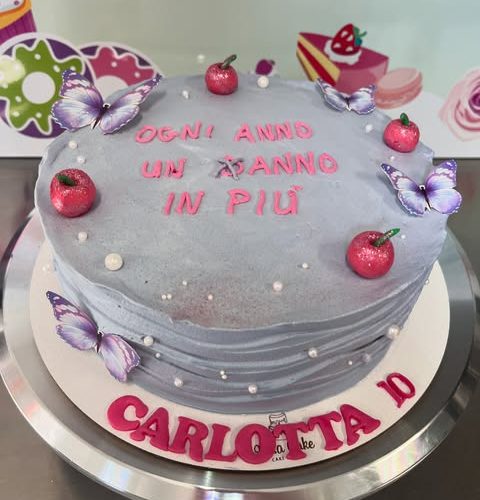 OGNI ANNO
UN ANNO
IN PIÙ
CARLOTTA 10